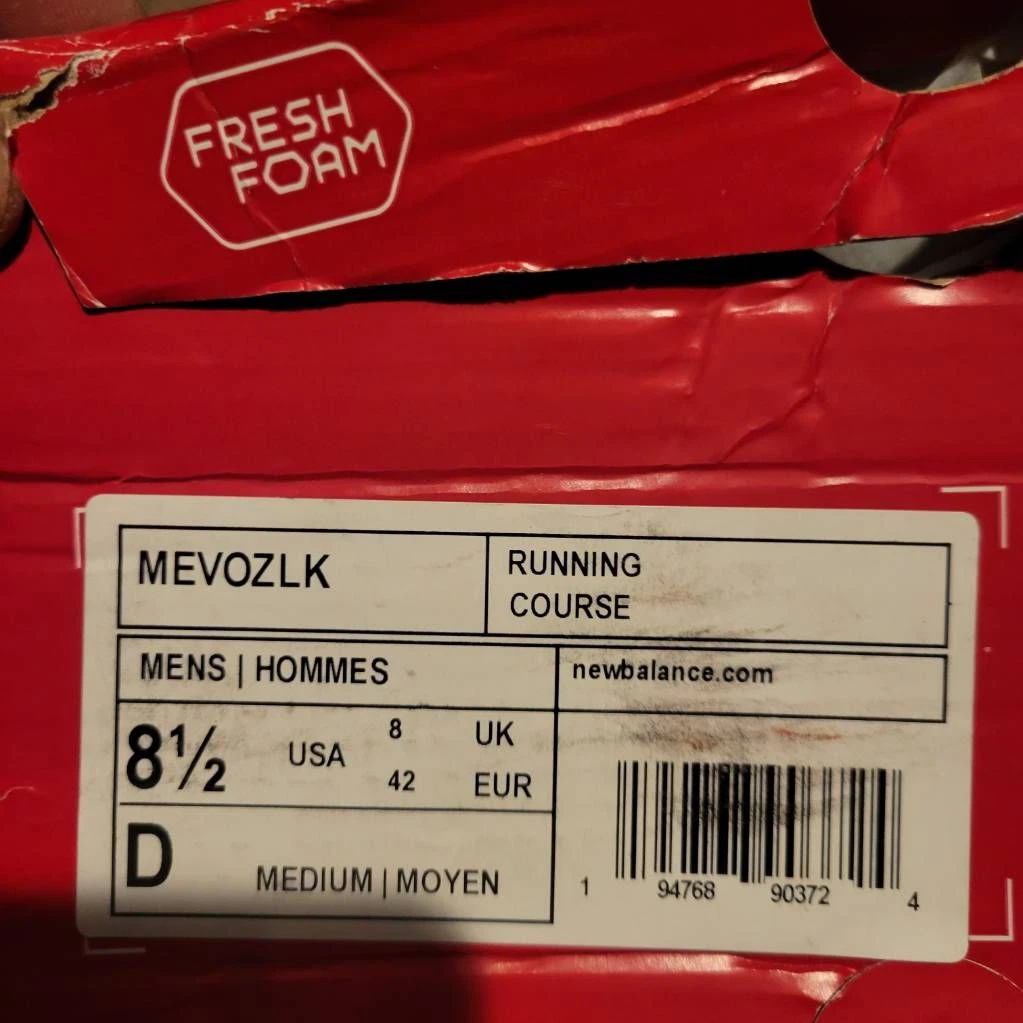 FRESH
FOAM
MEVOZLK
RUNNING
COURSE
MENS | HOMMES
newbalance.com
8½ USA 8 UK
42 EUR
D MEDIUM | MOYEN
1 94768 90372 4